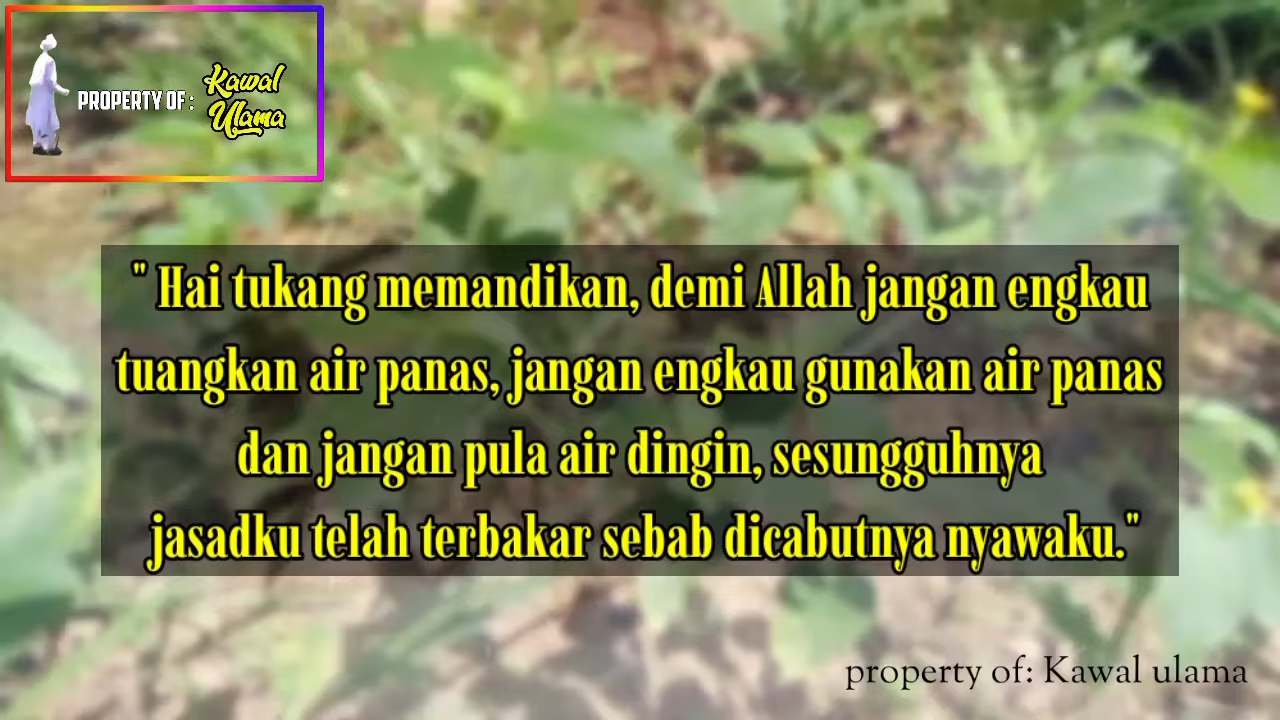 PROPERTY OF :
Kawal
Ulama
" Hai tukang memandikan, demi Allah jangan engkau
tuangkan air panas, jangan engkau gunakan air panas
dan jangan pula air dingin, sesungguhnya
jasadku telah terbakar sebab dicabutnya nyawaku."
property of: Kawal ulama